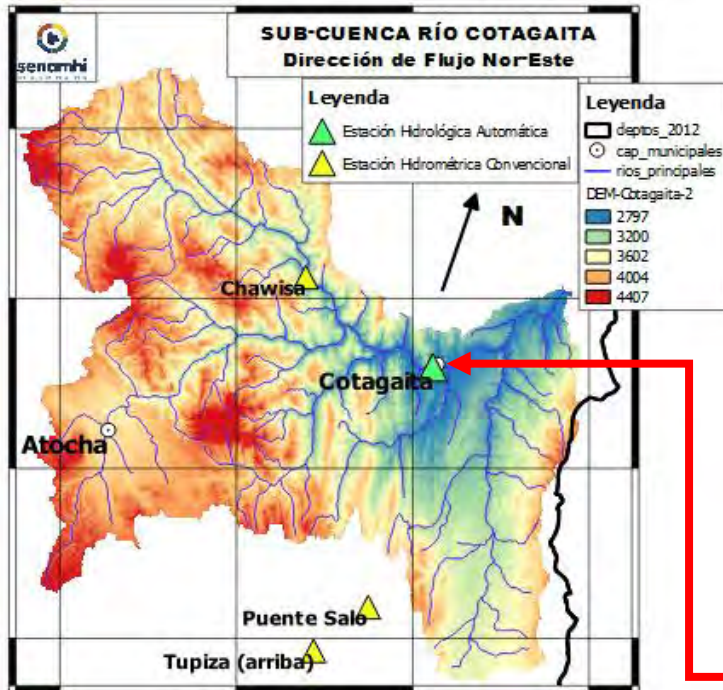 senamhi
SUB-CUENCA RÍO COTAGAITA
Dirección de Flujo Nor-Este
Leyenda
Estación Hidrológica Automática
Estación Hidrométrica Convencional
Leyenda
deptos_2012
cap_municipales
rios_principales
DEM-Cotagaita-2
2797
3200
3602
4004
4407
N
Chawisa
Cotagaita
Atocha
Puente Salo
Tupiza (arriba)